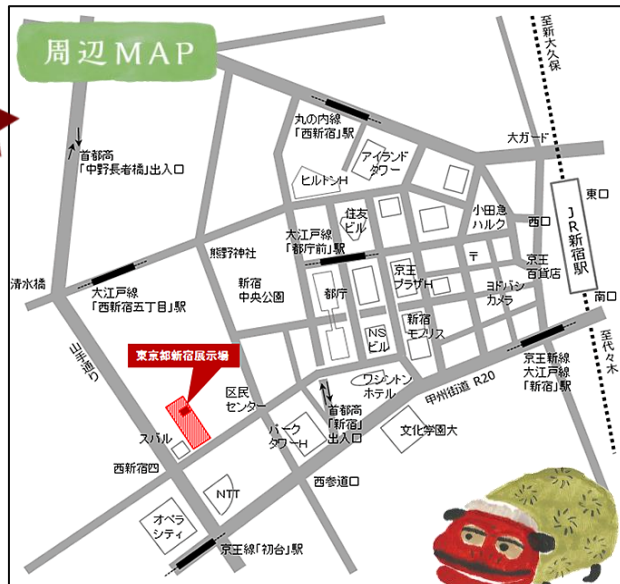 周辺MAP
至新大久保
丸の内線
「西新宿」駅
大ガード
首都高
「中野長者橋」出入口
アイランド
タワー
ヒルトンH
東口
小田急
ハルク
西口
JR新宿駅
住友
ビル
大江戸線
「都庁前」駅
熊野神社
京王
百貨店
〒
清水橋
大江戸線
「西新宿五丁目」駅
新宿
中央公園
都庁
京王
プラザH
ヨドバシ
カメラ
南口
新宿
モノリス
NS
ビル
至代々木
山手通り
東京都新宿展示場
京王新線
大江戸線
「新宿」駅
区民
センター
ワシントン
ホテル
甲州街道 R20
首都高
「新宿」
出入口
スバル
パーク
タワーH
文化学園大
西新宿四
西参道口
NTT
オペラ
シティ
京王線「初台」駅